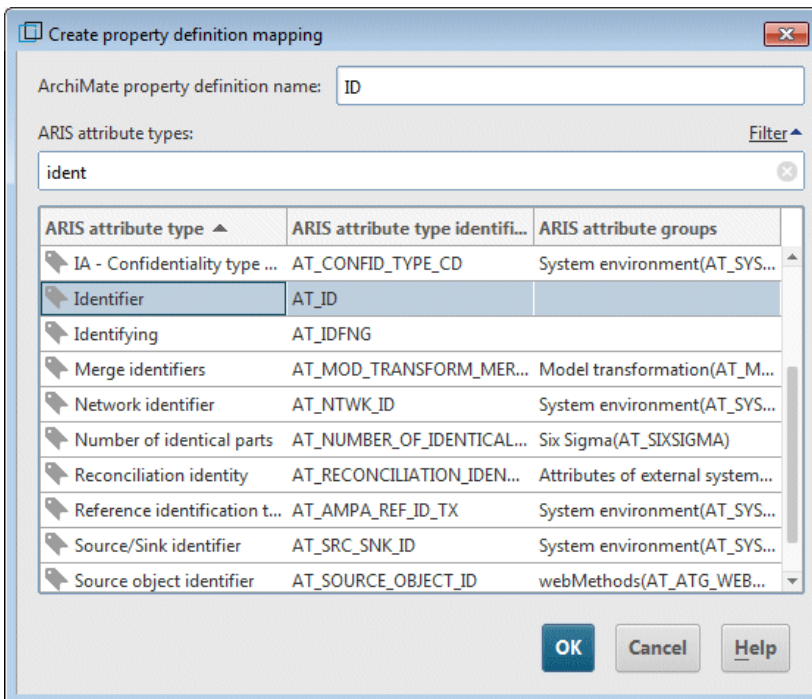 Create property definition mapping
ArchiMate property definition name: ID
ARIS attribute types: Filter
ident
ARIS attribute type ARIS attribute type identifi... ARIS attribute groups
IA - Confidentiality type ... AT_CONFID_TYPE_CD System environment(AT_SYS...
Identifier AT_ID
Identifying AT_IDFNG
Merge identifiers AT_MOD_TRANSFORM_MER... Model transformation(AT_M...
Network identifier AT_NTWK_ID System environment(AT_SYS...
Number of identical parts AT_NUMBER_OF_IDENTICAL... Six Sigma(AT_SIXSIGMA)
Reconciliation identity AT_RECONCILIATION_IDEN... Attributes of external system...
Reference identification t... AT_AMPA_REF_ID_TX System environment(AT_SYS...
Source/Sink identifier AT_SRC_SNK_ID System environment(AT_SYS...
Source object identifier AT_SOURCE_OBJECT_ID webMethods(AT_ATG_WEB...
OK Cancel Help